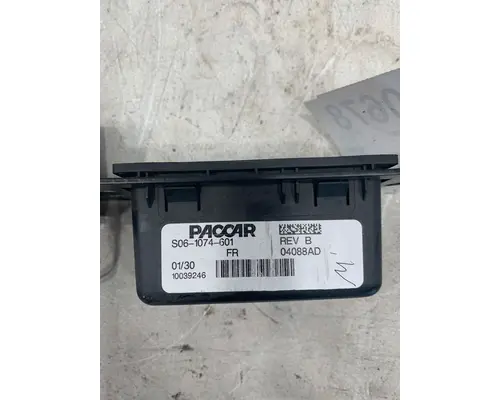 PACCAR
S06-1074-601
REV B
FR
04088AD
01/30
10039246